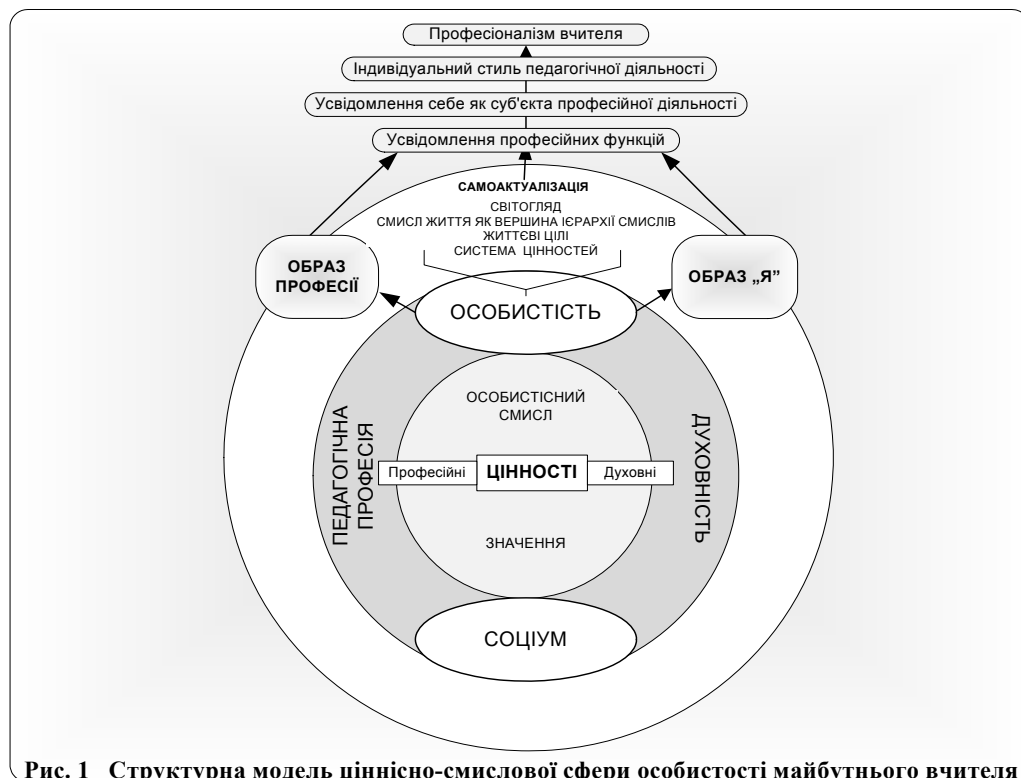 Професіоналізм вчителя
Індивідуальний стиль педагогічної діяльності
Усвідомлення себе як суб'єкта професійної діяльності
Усвідомлення професійних функцій
САМОАКТУАЛІЗАЦІЯ
СВІТОГЛЯД
СМИСЛ ЖИТТЯ ЯК ВЕРШИНА ІЄРАРХІЇ СМИСЛІВ
ЖИТТЄВІ ЦІЛІ
СИСТЕМА ЦІННОСТЕЙ
ОБРАЗ
ПРОФЕСІЇ
ОБРАЗ „Я”
ОСОБИСТІСТЬ
ОСОБИСТІСНИЙ
СМИСЛ
ПЕДАГОГІЧНА
ПРОФЕСІЯ
Професійні
ЦІННОСТІ
Духовні
ДУХОВНІСТЬ
ЗНАЧЕННЯ
СОЦІУМ
Рис. 1 Структурна модель ціннісно-смислової сфери особистості майбутнього вчителя